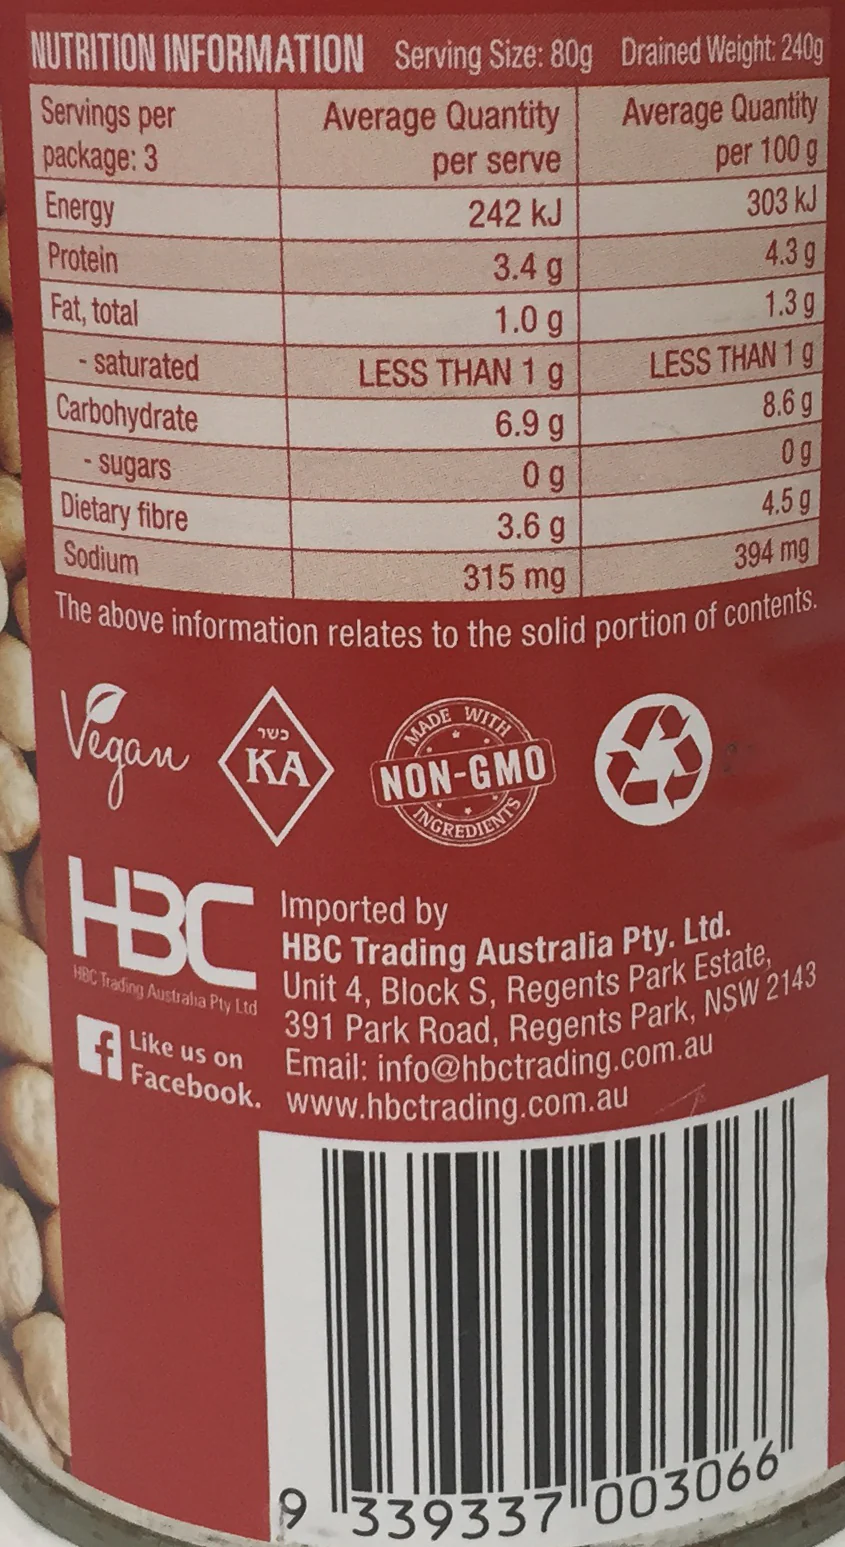 NUTRITION INFORMATION Serving Size: 80g Drained Weight: 240g
Servings per package: 3 Average Quantity per serve Average Quantity per 100 g
Energy 242 kJ 303 kJ
Protein 3.4 g 4.3 g
Fat, total 1.0 g 1.3 g
- saturated LESS THAN 1 g LESS THAN 1 g
Carbohydrate 6.9 g 8.6 g
- sugars 0 g 0 g
Dietary fibre 3.6 g 4.5 g
Sodium 315 mg 394 mg
The above information relates to the solid portion of contents.
Vegan
כשר
KA
MADE WITH
NON-GMO
INGREDIENTS
HBC
HBC Trading Australia Pty Ltd
Like us on
Facebook.
Imported by
HBC Trading Australia Pty. Ltd.
Unit 4, Block S, Regents Park Estate,
391 Park Road, Regents Park, NSW 2143
Email: info@hbctrading.com.au
www.hbctrading.com.au
9 339337 003066